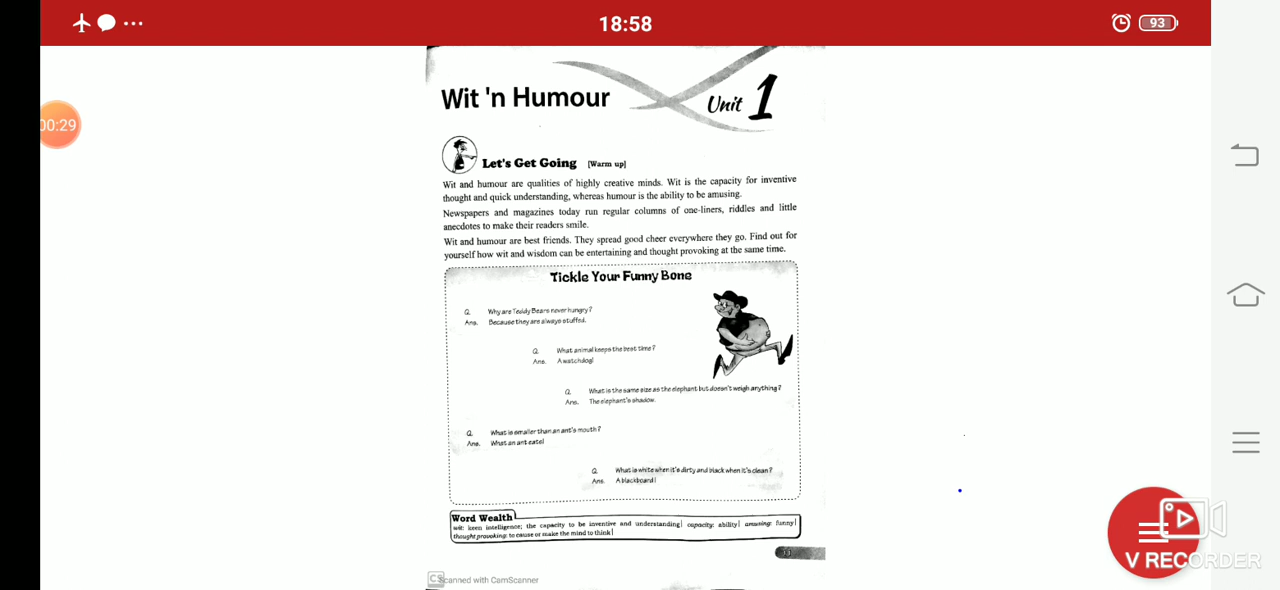 18:58
93
00:29
Wit 'n Humour
Unit 1
Let's Get Going [Warm up]
Wit and humour are qualities of highly creative minds. Wit is the capacity for inventive
thought and quick understanding, whereas humour is the ability to be amusing.
Newspapers and magazines today run regular columns of one-liners, riddles and little
anecdotes to make their readers smile.
Wit and humour are best friends. They spread good cheer everywhere they go. Find out for
yourself how wit and wisdom can be entertaining and thought provoking at the same time.
Tickle Your Funny Bone
Q. Why are Teddy Bears never hungry?
Ans. Because they are always stuffed.
Q. What animal keeps the best time?
Ans. A watchdog!
Q. What is the same size as the elephant but doesn't weigh anything?
Ans. The elephant's shadow.
Q. What is smaller than an ant's mouth?
Ans. What an ant eats!
Q. What is white when it's dirty and black when it's clean?
Ans. A blackboard!
Word Wealth
wit: keen intelligence; the capacity to be inventive and understanding| capacity: ability| amusing: funny|
thought provoking: to cause or make the mind to think|
11
CS Scanned with CamScanner
V RECORDER